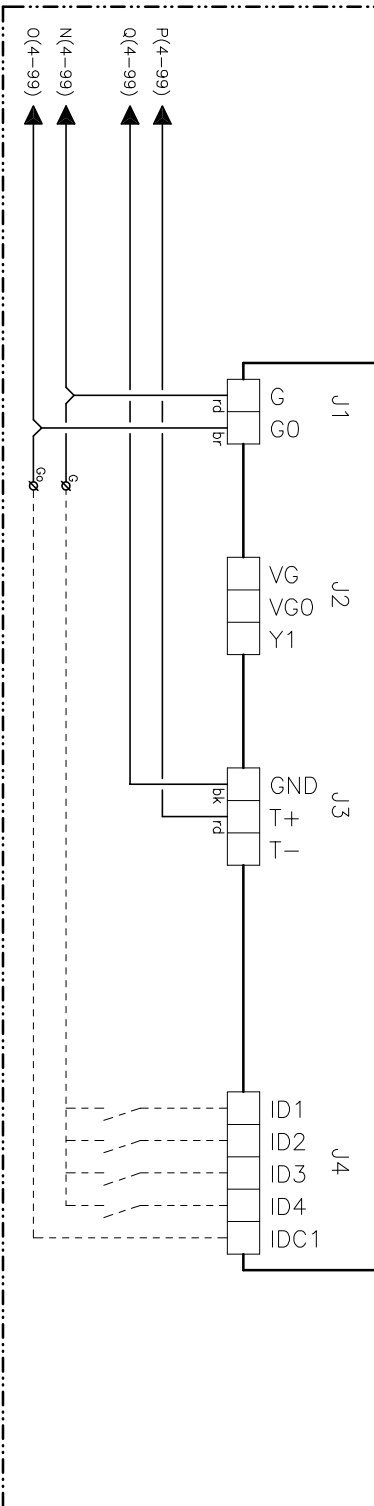 P(4-99)
Q(4-99)
N(4-99)
O(4-99)
J1
G
G0
rd
br
G
Go
J2
VG
VG0
Y1
J3
GND
T+
T-
bk
rd
J4
ID1
ID2
ID3
ID4
IDC1